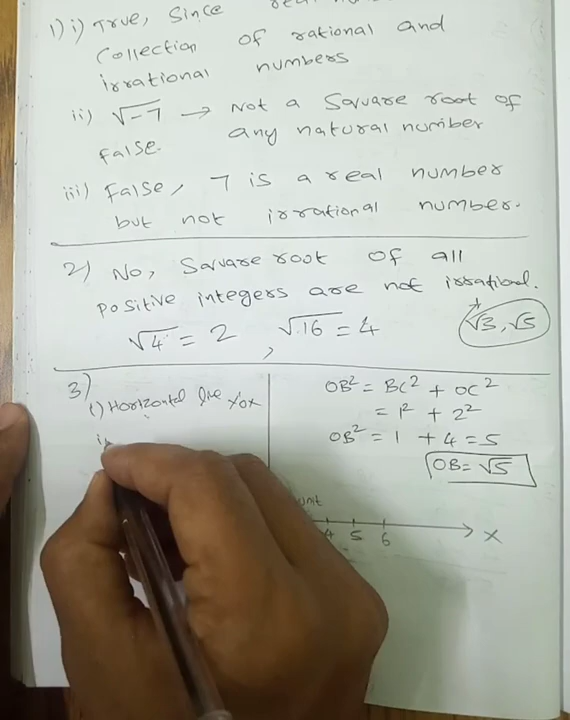 1) i) True, Since
Collection of rational and
irrational numbers
ii) √-7 → Not a Square root of
False. any natural number
iii) False, 7 is a real number
but not irrational number.
2) No, Square root of all
positive integers are not irrational.
√4 = 2 , √16 = 4 √3, √5
3)
i) Horizontal line X'OX
OB² = BC² + OC²
= 1² + 2²
OB² = 1 + 4 = 5
OB = √5
unit
4 5 6 X